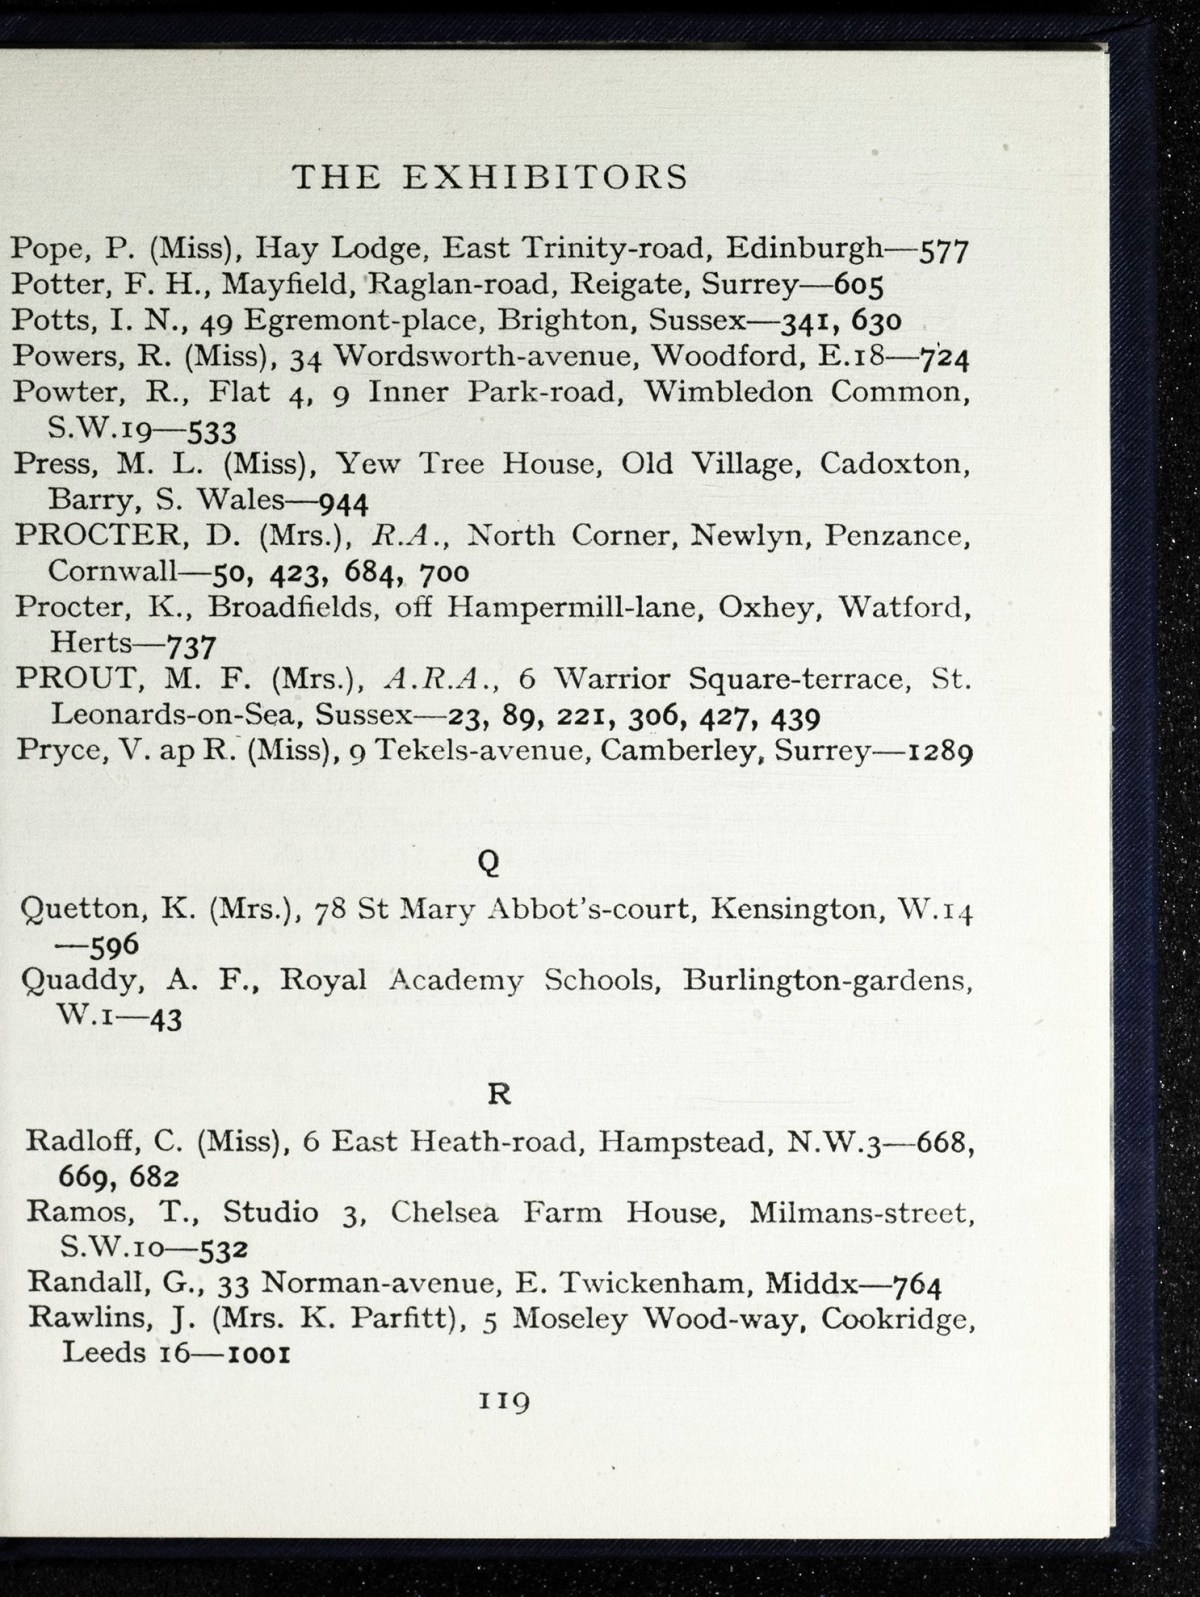 THE EXHIBITORS
Pope, P. (Miss), Hay Lodge, East Trinity-road, Edinburgh—577
Potter, F. H., Mayfield, Raglan-road, Reigate, Surrey—605
Potts, I. N., 49 Egremont-place, Brighton, Sussex—341, 630
Powers, R. (Miss), 34 Wordsworth-avenue, Woodford, E.18—724
Powter, R., Flat 4, 9 Inner Park-road, Wimbledon Common,
S.W.19—533
Press, M. L. (Miss), Yew Tree House, Old Village, Cadoxton,
Barry, S. Wales—944
PROCTER, D. (Mrs.), R.A., North Corner, Newlyn, Penzance,
Cornwall—50, 423, 684, 700
Procter, K., Broadfields, off Hampermill-lane, Oxhey, Watford,
Herts—737
PROUT, M. F. (Mrs.), A.R.A., 6 Warrior Square-terrace, St.
Leonards-on-Sea, Sussex—23, 89, 221, 306, 427, 439
Pryce, V. ap R. (Miss), 9 Tekels-avenue, Camberley, Surrey—1289
Q
Quetton, K. (Mrs.), 78 St Mary Abbot's-court, Kensington, W.14
—596
Quaddy, A. F., Royal Academy Schools, Burlington-gardens,
W.1—43
R
Radloff, C. (Miss), 6 East Heath-road, Hampstead, N.W.3—668,
669, 682
Ramos, T., Studio 3, Chelsea Farm House, Milmans-street,
S.W.10—532
Randall, G., 33 Norman-avenue, E. Twickenham, Middx—764
Rawlins, J. (Mrs. K. Parfitt), 5 Moseley Wood-way, Cookridge,
Leeds 16—1001
119